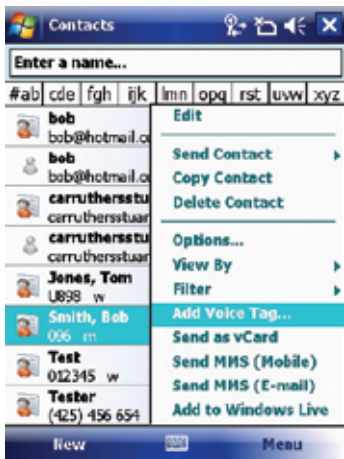 Contacts
Enter a name...
#ab cde fgh ijk lmn opq rst uvw xyz
bob
bob@hotmail.co
bob
bob@hotmail.co
carruthersstu
carruthersstuar
carruthersstu
carruthersstuar
Jones, Tom
U898 w
Smith, Bob
096 m
Test
012345 w
Tester
(425) 456 654
Edit
Send Contact
Copy Contact
Delete Contact
Options...
View By
Filter
Add Voice Tag...
Send as vCard
Send MMS (Mobile)
Send MMS (E-mail)
Add to Windows Live
New Menu